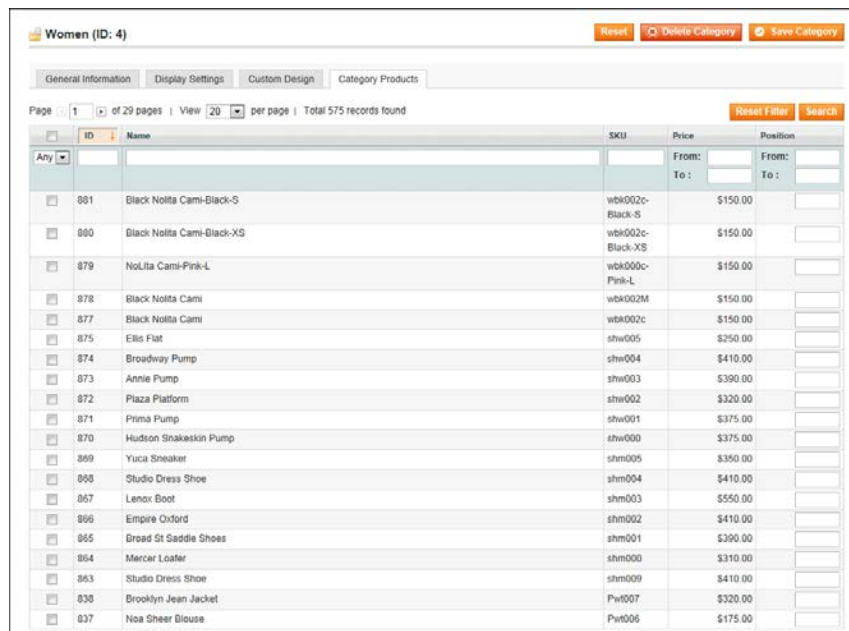 Women (ID: 4) Reset Delete Category Save Category
General Information Display Settings Custom Design Category Products
Page 1 of 29 pages | View 20 per page | Total 575 records found Reset Filter Search
ID Name SKU Price Position
Any From: From:
To : To :
881 Black Nolita Cami-Black-S wbk002c- $150.00
Black-S
880 Black Nolita Cami-Black-XS wbk002c- $150.00
Black-XS
879 NoLIta Cami-Pink-L wbk000c- $150.00
Pink-L
878 Black Nolita Cami wbk002M $150.00
877 Black Nolita Cami wbk002c $150.00
875 Ellis Flat shw005 $250.00
874 Broadway Pump shw004 $410.00
873 Annie Pump shw003 $390.00
872 Plaza Platform shw002 $320.00
871 Prima Pump shw001 $375.00
870 Hudson Snakeskin Pump shw000 $375.00
869 Yuca Sneaker shm005 $350.00
868 Studio Dress Shoe shm004 $410.00
867 Lenox Boot shm003 $550.00
866 Empire Oxford shm002 $410.00
865 Broad St Saddle Shoes shm001 $390.00
864 Mercer Loafer shm000 $310.00
863 Studio Dress Shoe shm009 $410.00
838 Brooklyn Jean Jacket Pwt007 $320.00
837 Noa Sheer Blouse Pwt006 $175.00